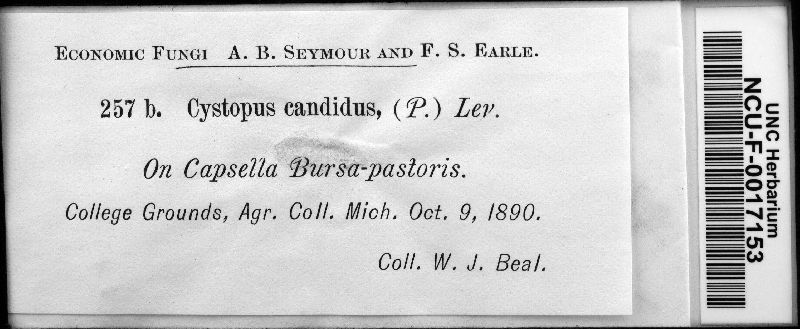 Economic Fungi A. B. Seymour and F. S. Earle.
257 b. Cystopus candidus, (P.) Lev.
On Capsella Bursa-pastoris.
College Grounds, Agr. Coll. Mich. Oct. 9, 1890.
Coll. W. J. Beal.
UNC Herbarium
NCU-F-0017153